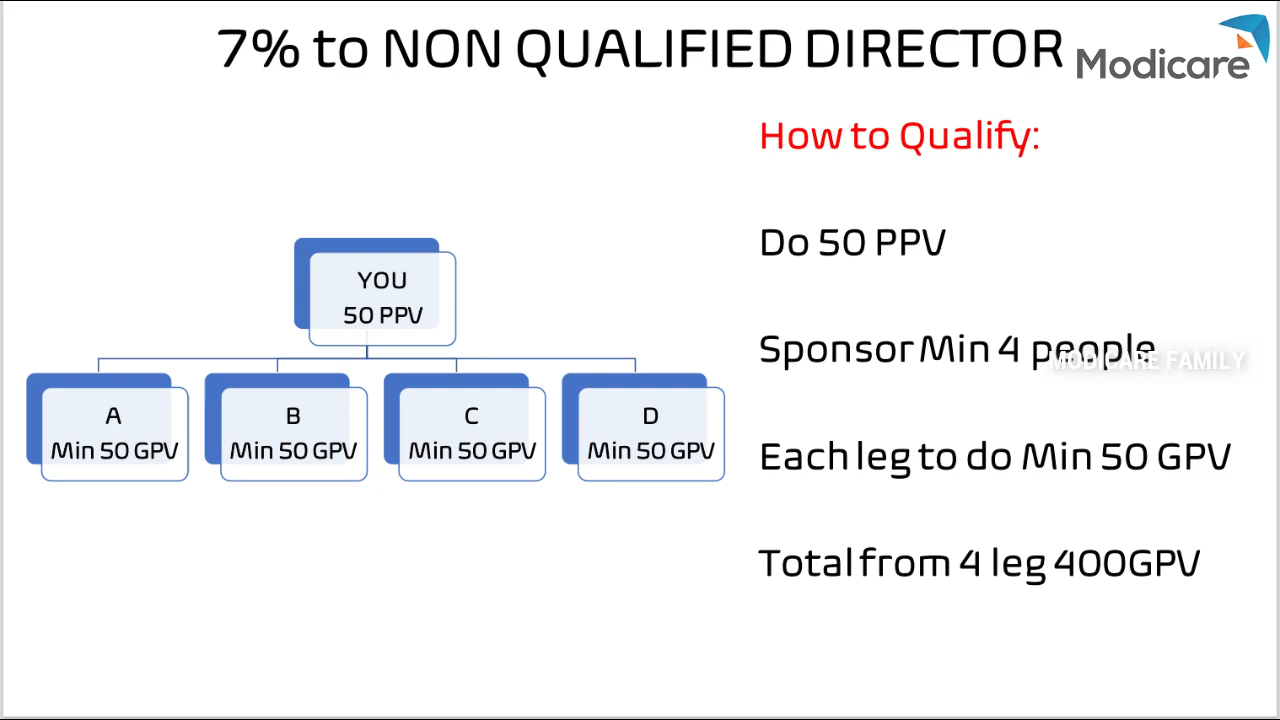 7% to NON QUALIFIED DIRECTOR
Modicare
How to Qualify:
Do 50 PPV
Sponsor Min 4 people
MODICARE FAMILY
Each leg to do Min 50 GPV
Total from 4 leg 400GPV
YOU
50 PPV
A
Min 50 GPV
B
Min 50 GPV
C
Min 50 GPV
D
Min 50 GPV